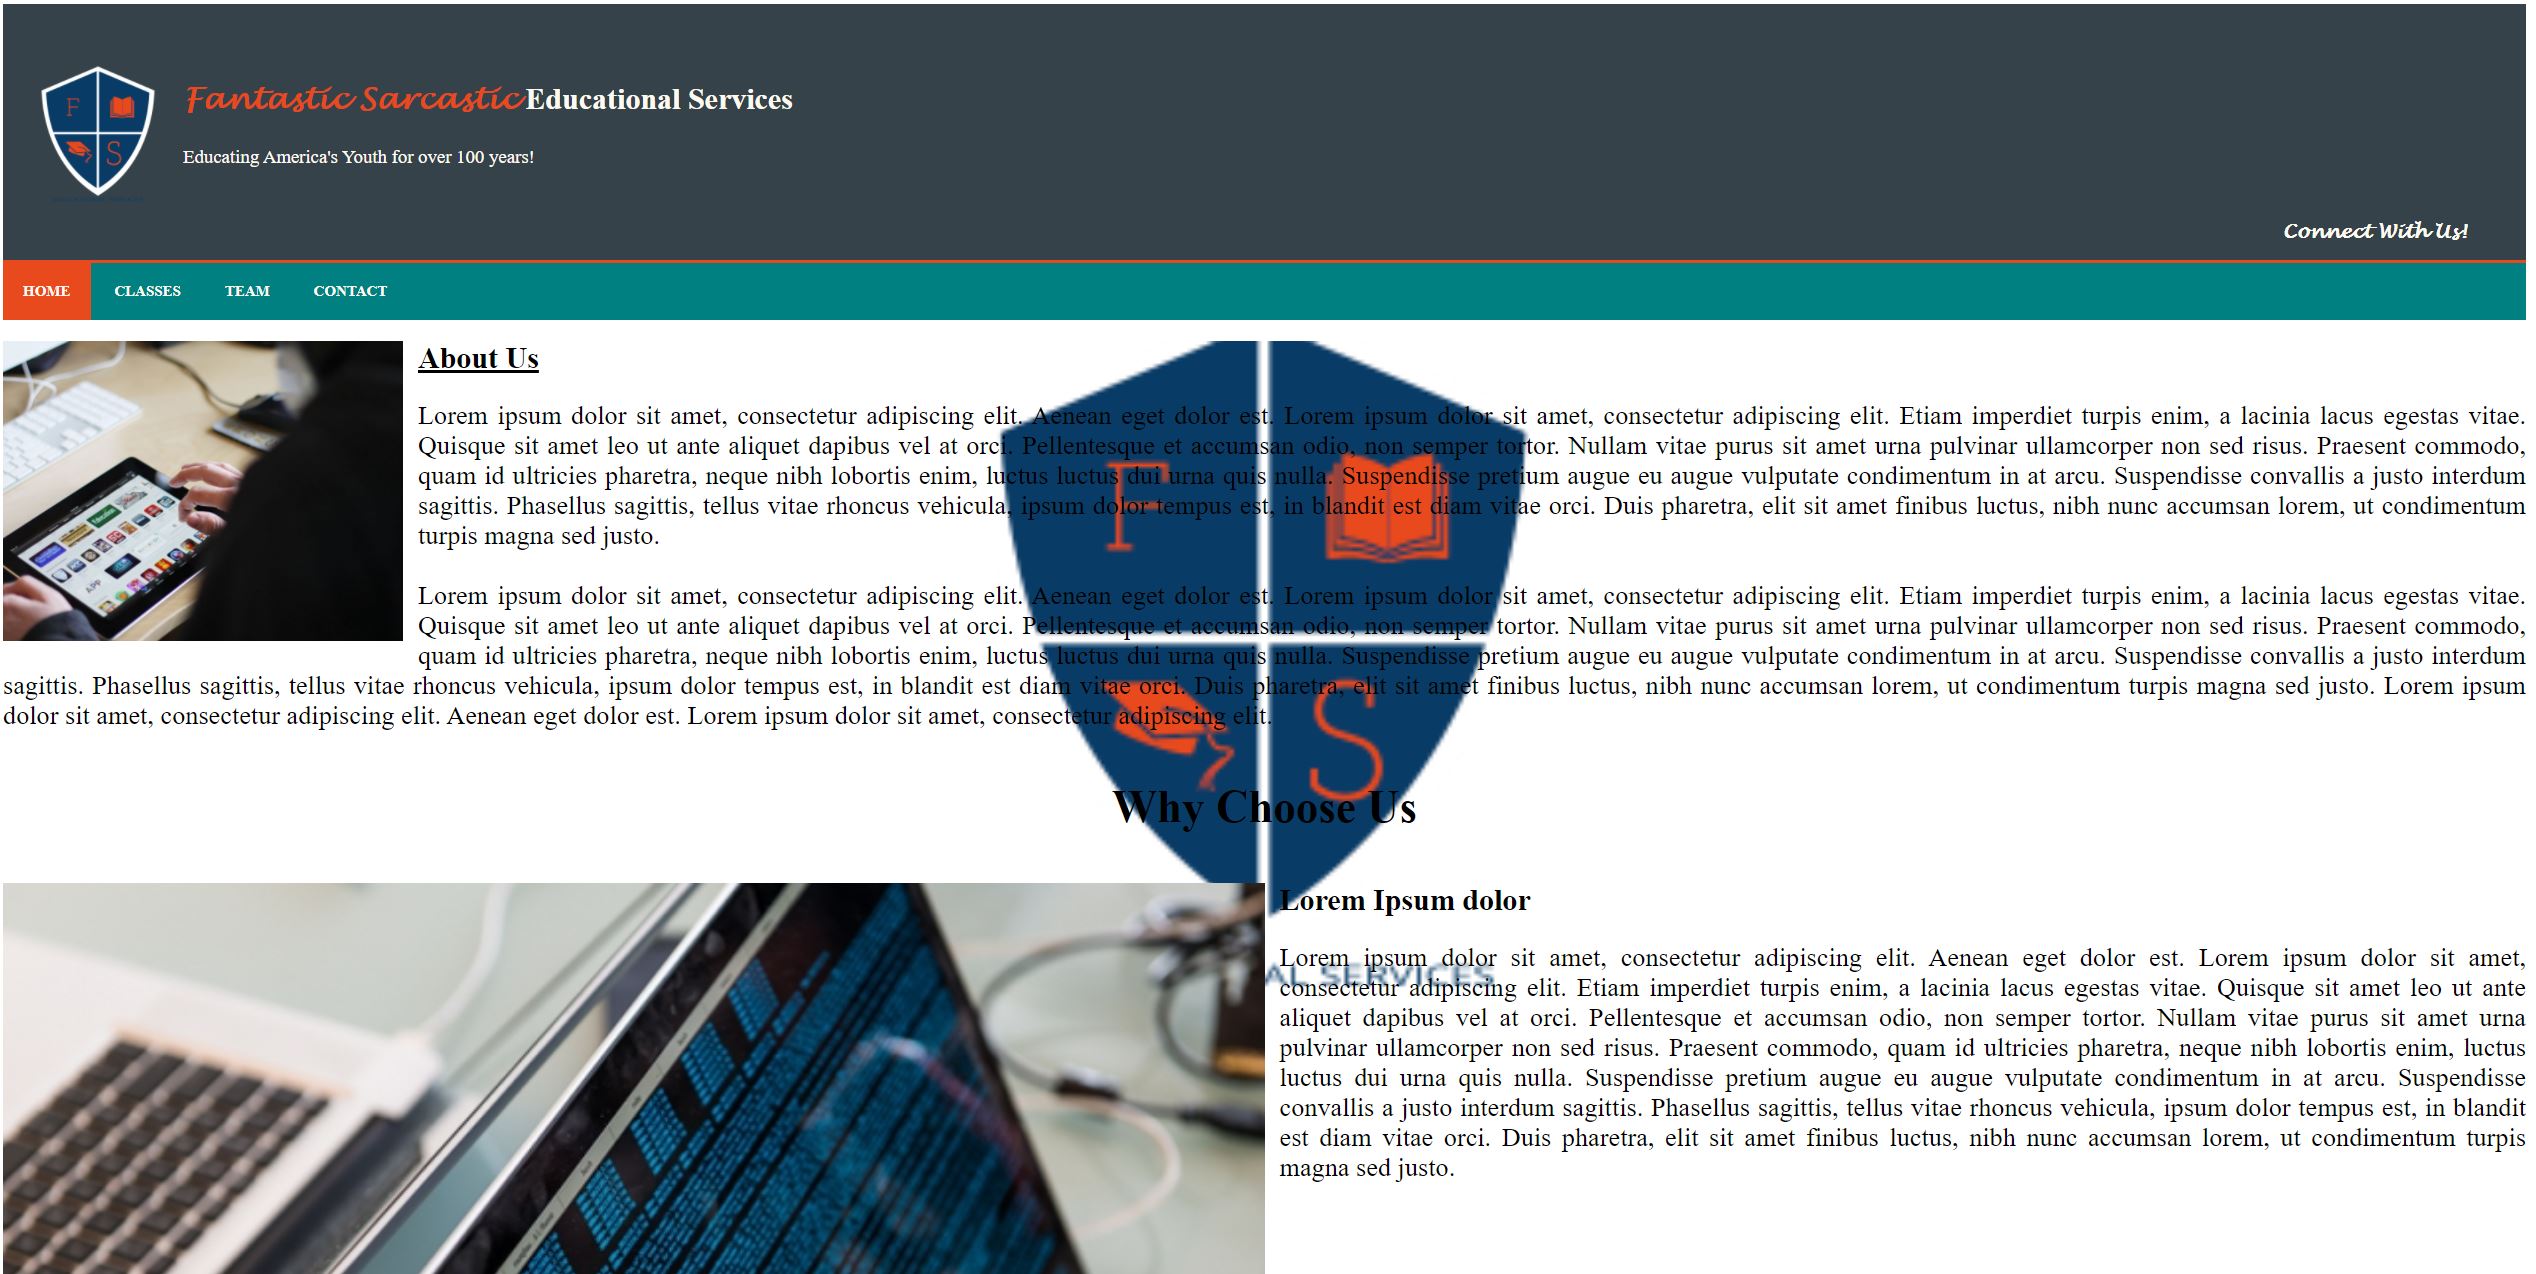 F
S
Fantastic Sarcastic Educational Services
Educating America's Youth for over 100 years!
Connect With Us!
HOME CLASSES TEAM CONTACT
About Us
Lorem ipsum dolor sit amet, consectetur adipiscing elit. Aenean eget dolor est. Lorem ipsum dolor sit amet, consectetur adipiscing elit. Etiam imperdiet turpis enim, a lacinia lacus egestas vitae.
Quisque sit amet leo ut ante aliquet dapibus vel at orci. Pellentesque et accumsan odio, non semper tortor. Nullam vitae purus sit amet urna pulvinar ullamcorper non sed risus. Praesent commodo,
quam id ultricies pharetra, neque nibh lobortis enim, luctus luctus dui urna quis nulla. Suspendisse pretium augue eu augue vulputate condimentum in at arcu. Suspendisse convallis a justo interdum
sagittis. Phasellus sagittis, tellus vitae rhoncus vehicula, ipsum dolor tempus est, in blandit est diam vitae orci. Duis pharetra, elit sit amet finibus luctus, nibh nunc accumsan lorem, ut condimentum
turpis magna sed justo.
F
Lorem ipsum dolor sit amet, consectetur adipiscing elit. Aenean eget dolor est. Lorem ipsum dolor sit amet, consectetur adipiscing elit. Etiam imperdiet turpis enim, a lacinia lacus egestas vitae.
Quisque sit amet leo ut ante aliquet dapibus vel at orci. Pellentesque et accumsan odio, non semper tortor. Nullam vitae purus sit amet urna pulvinar ullamcorper non sed risus. Praesent commodo,
quam id ultricies pharetra, neque nibh lobortis enim, luctus luctus dui urna quis nulla. Suspendisse pretium augue eu augue vulputate condimentum in at arcu. Suspendisse convallis a justo interdum
sagittis. Phasellus sagittis, tellus vitae rhoncus vehicula, ipsum dolor tempus est, in blandit est diam vitae orci. Duis pharetra, elit sit amet finibus luctus, nibh nunc accumsan lorem, ut condimentum turpis magna sed justo. Lorem ipsum
dolor sit amet, consectetur adipiscing elit. Aenean eget dolor est. Lorem ipsum dolor sit amet, consectetur adipiscing elit.
S
Why Choose Us
Lorem Ipsum dolor
Lorem ipsum dolor sit amet, consectetur adipiscing elit. Aenean eget dolor est. Lorem ipsum dolor sit amet,
AL SERVICES
consectetur adipiscing elit. Etiam imperdiet turpis enim, a lacinia lacus egestas vitae. Quisque sit amet leo ut ante
aliquet dapibus vel at orci. Pellentesque et accumsan odio, non semper tortor. Nullam vitae purus sit amet urna
pulvinar ullamcorper non sed risus. Praesent commodo, quam id ultricies pharetra, neque nibh lobortis enim, luctus
luctus dui urna quis nulla. Suspendisse pretium augue eu augue vulputate condimentum in at arcu. Suspendisse
convallis a justo interdum sagittis. Phasellus sagittis, tellus vitae rhoncus vehicula, ipsum dolor tempus est, in blandit
est diam vitae orci. Duis pharetra, elit sit amet finibus luctus, nibh nunc accumsan lorem, ut condimentum turpis
magna sed justo.